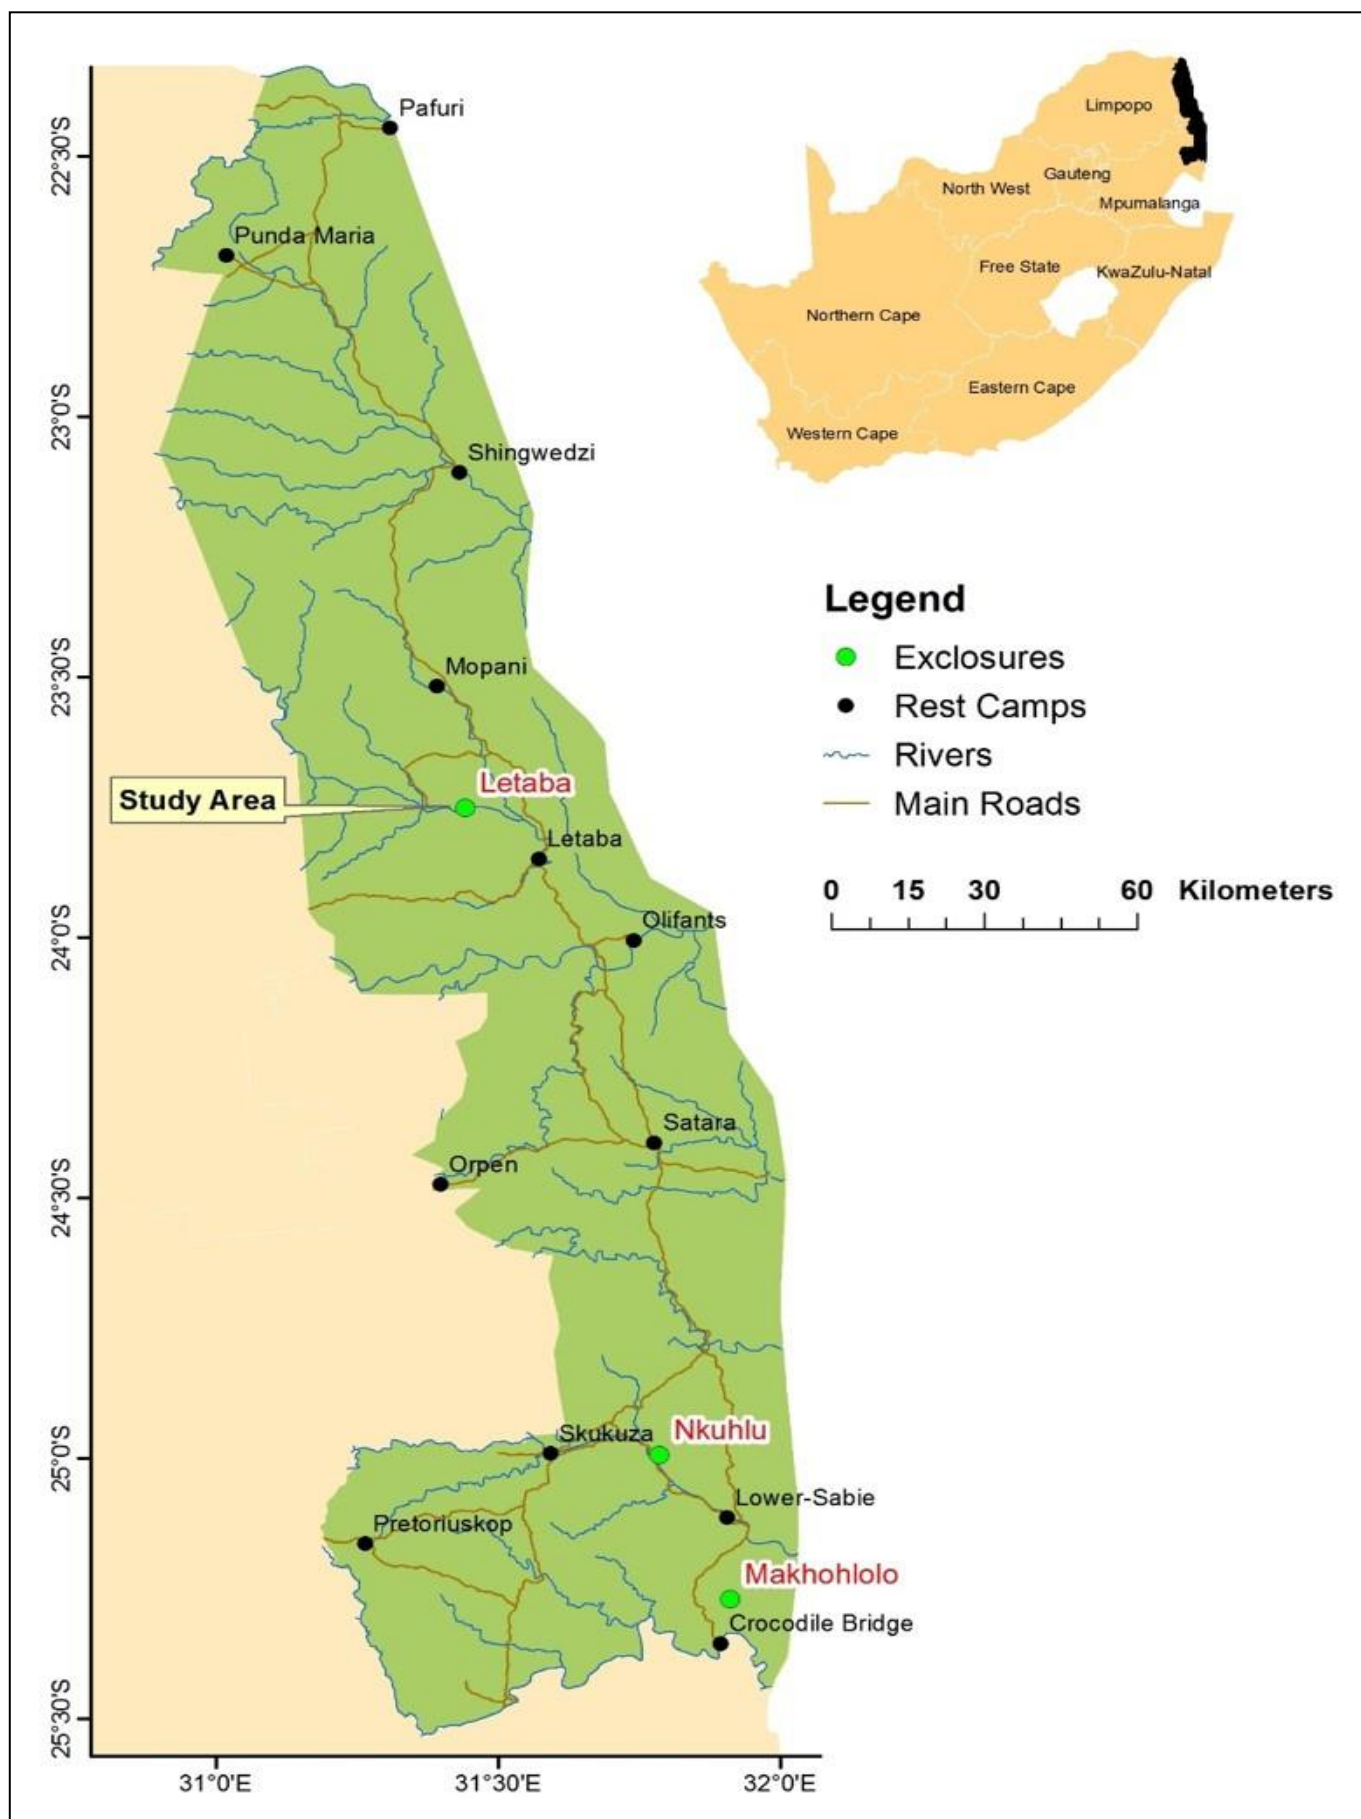 Pafuri
Punda Maria
Shingwedzi
Mopani
Letaba
Study Area
Letaba
Olifants
Satara
Orpen
Skukuza
Nkuhlu
Lower-Sabie
Pretoriuskop
Makhohlolo
Crocodile Bridge
22°30'S
23°0'S
23°30'S
24°0'S
24°30'S
25°0'S
25°30'S
31°0'E
31°30'E
32°0'E
Limpopo
Gauteng
North West
Mpumalanga
Free State
KwaZulu-Natal
Northern Cape
Eastern Cape
Western Cape
Legend
Exclosures
Rest Camps
Rivers
Main Roads
0 15 30 60 Kilometers